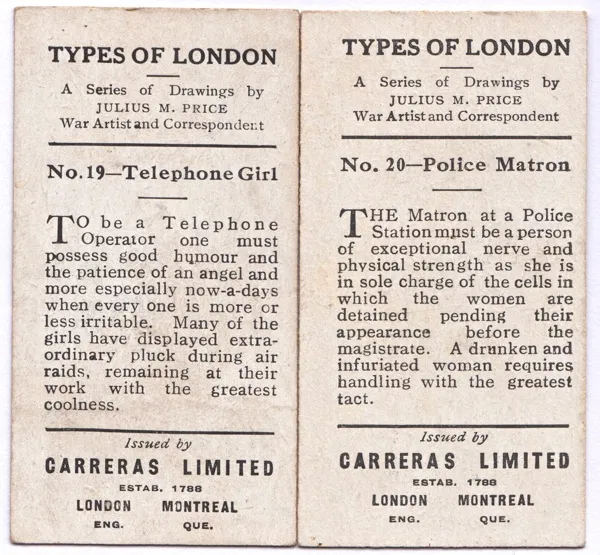 TYPES OF LONDON
A Series of Drawings by
JULIUS M. PRICE
War Artist and Correspondent
No. 19—Telephone Girl
TO be a Telephone
Operator one must
possess good humour and
the patience of an angel and
more especially now-a-days
when every one is more or
less irritable. Many of the
girls have displayed extra-
ordinary pluck during air
raids, remaining at their
work with the greatest
coolness.
Issued by
CARRERAS LIMITED
ESTAB. 1788
LONDON MONTREAL
ENG. QUE.
TYPES OF LONDON
A Series of Drawings by
JULIUS M. PRICE
War Artist and Correspondent
No. 20—Police Matron
THE Matron at a Police
Station must be a person
of exceptional nerve and
physical strength as she is
in sole charge of the cells in
which the women are
detained pending their
appearance before the
magistrate. A drunken and
infuriated woman requires
handling with the greatest
tact.
Issued by
CARRERAS LIMITED
ESTAB. 1788
LONDON MONTREAL
ENG. QUE.